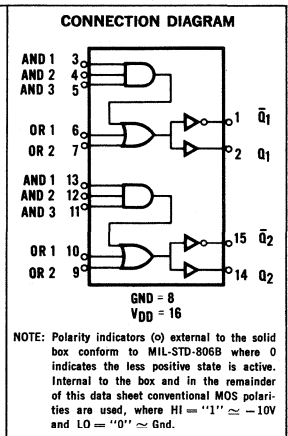 CONNECTION DIAGRAM
AND 1 3
AND 2 4
AND 3 5
OR 1 6
OR 2 7
1 Q̅1
2 Q1
AND 1 13
AND 2 12
AND 3 11
OR 1 10
OR 2 9
15 Q̅2
14 Q2
GND = 8
VDD = 16
NOTE: Polarity indicators (o) external to the solid
box conform to MIL-STD-806B where 0
indicates the less positive state is active.
Internal to the box and in the remainder
of this data sheet conventional MOS polari-
ties are used, where HI = "1" ≃ −10V
and LO = "0" ≃ Gnd.